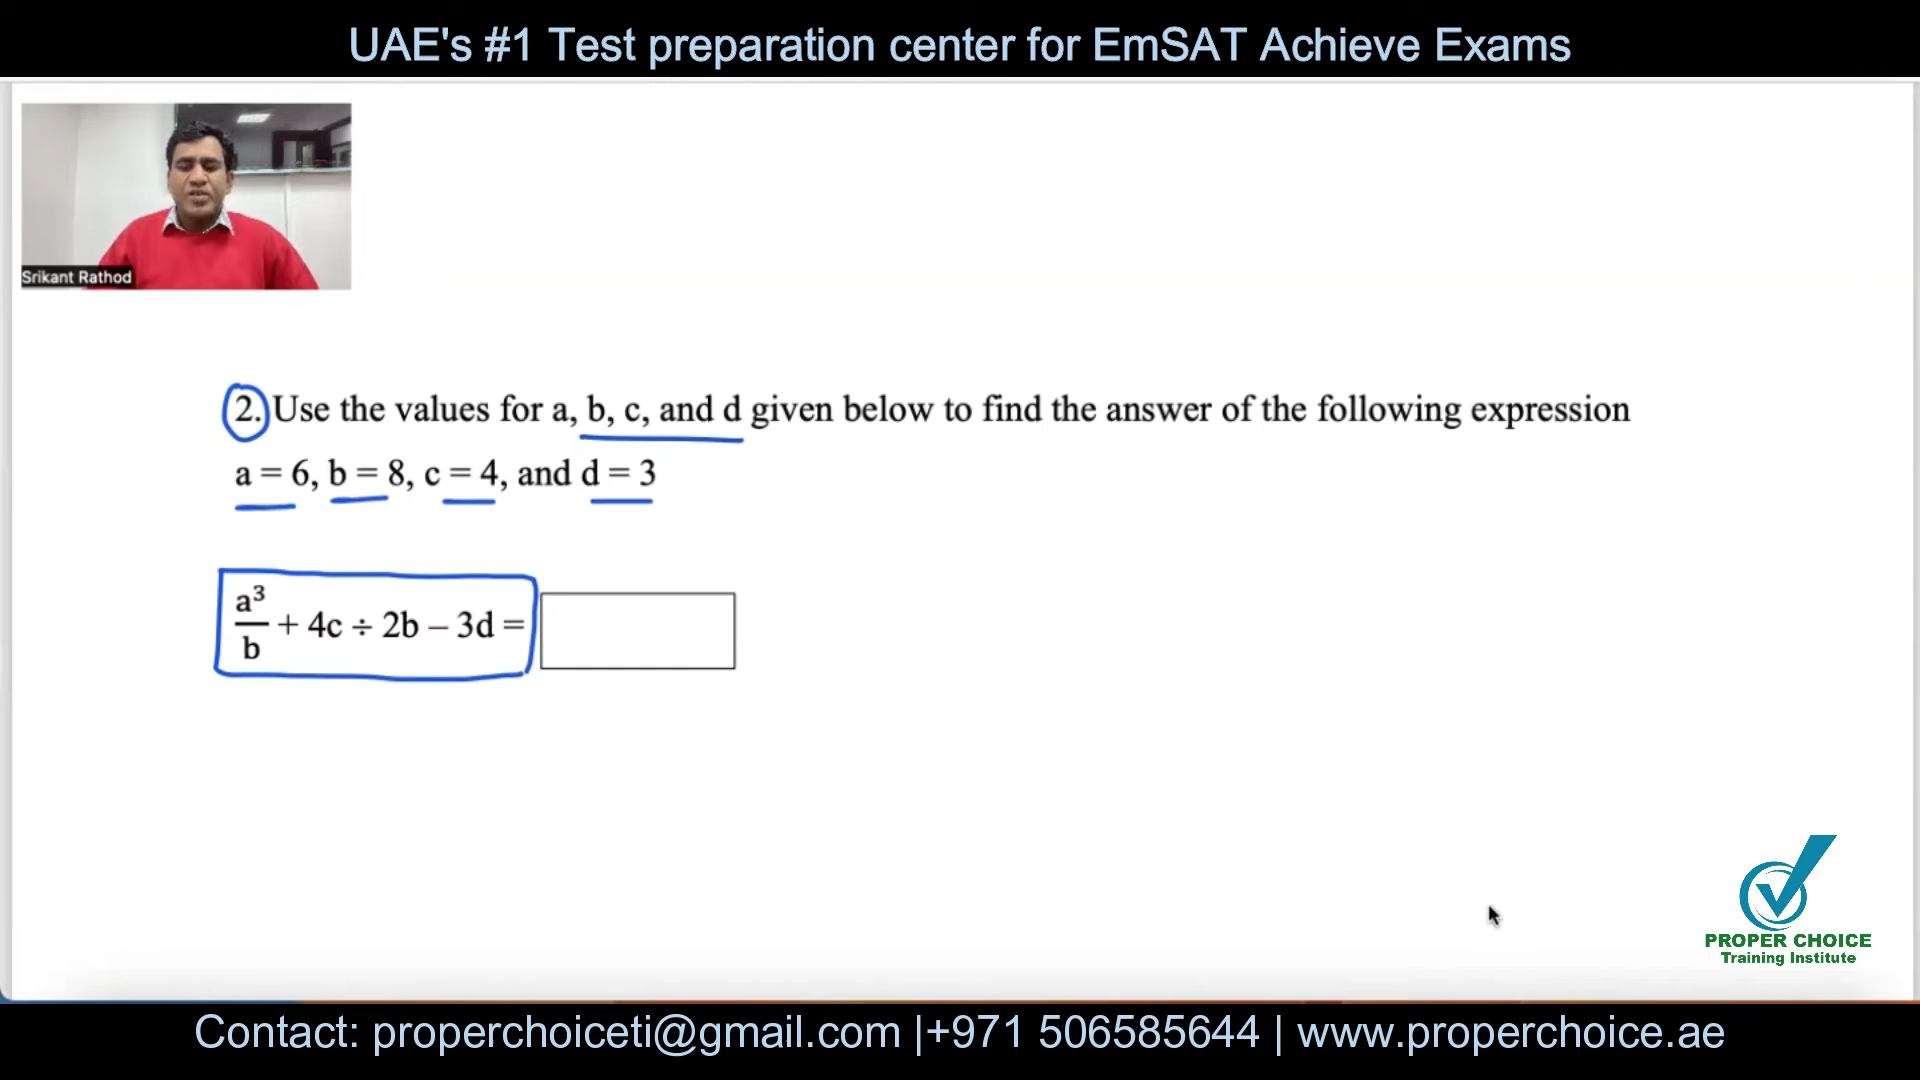 UAE's #1 Test preparation center for EmSAT Achieve Exams
Srikant Rathod
2. Use the values for a, b, c, and d given below to find the answer of the following expression
a = 6, b = 8, c = 4, and d = 3
a³/b + 4c ÷ 2b – 3d =
PROPER CHOICE
Training Institute
Contact: properchoiceti@gmail.com |+971 506585644 | www.properchoice.ae